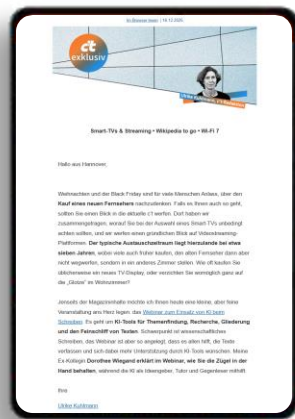 Im Browser lesen | 16.12.2025
c't
exklusiv
Ulrike Kuhlmann, c't-Redakteurin
Smart-TVs & Streaming • Wikipedia to go • Wi-Fi 7
Hallo aus Hannover,
Weihnachten und der Black Friday sind für viele Menschen Anlass, über den
Kauf eines neuen Fernsehers nachzudenken. Falls es Ihnen auch so geht,
sollten Sie einen Blick in die aktuelle c't werfen. Dort haben wir
zusammengetragen, worauf Sie bei der Auswahl eines Smart-TVs unbedingt
achten sollten, und wir werfen einen gründlichen Blick auf Videostreaming-
Plattformen. Der typische Austauschzeitraum liegt hierzulande bei etwa
sieben Jahren, wobei viele auch früher kaufen, den alten Fernseher dann aber
nicht wegwerfen, sondern in ein anderes Zimmer stellen. Wie oft kaufen Sie
üblicherweise ein neues TV-Display, oder verzichten Sie womöglich ganz auf
die „Glotze“ im Wohnzimmer?
Jenseits der Magazininhalte möchte ich Ihnen heute eine kleine, aber feine
Veranstaltung ans Herz legen: das Webinar zum Einsatz von KI beim
Schreiben. Es geht um KI-Tools für Themenfindung, Recherche, Gliederung
und den Feinschliff von Texten. Schwerpunkt ist wissenschaftliches
Schreiben, das Webinar ist aber so angelegt, dass es allen hilft, die Texte
verfassen und sich dabei mehr Unterstützung durch KI-Tools wünschen. Meine
Ex-Kollegin Dorothee Wiegand erklärt im Webinar, wie Sie die Zügel in der
Hand behalten, während die KI als Ideengeber, Tutor und Gegenleser mithilft.
Ihre
Ulrike Kuhlmann